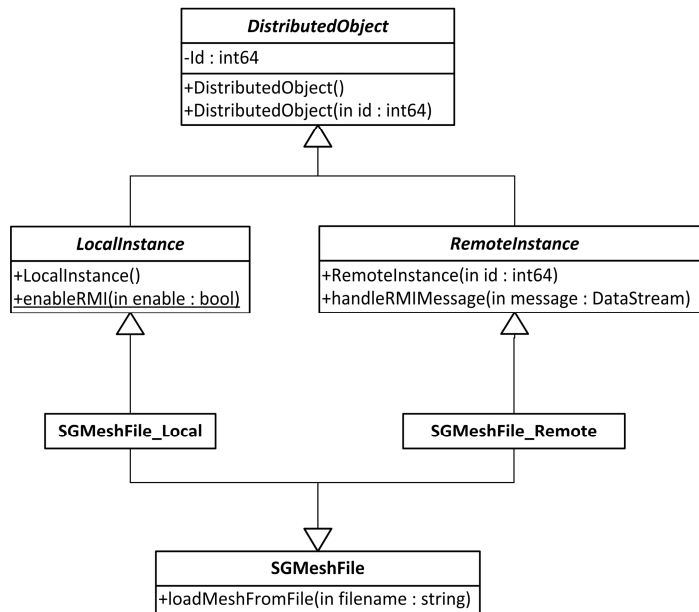 DistributedObject
-Id : int64
+DistributedObject()
+DistributedObject(in id : int64)
LocalInstance
+LocalInstance()
+enableRMI(in enable : bool)
RemoteInstance
+RemoteInstance(in id : int64)
+handleRMIMessage(in message : DataStream)
SGMeshFile_Local
SGMeshFile_Remote
SGMeshFile
+loadMeshFromFile(in filename : string)